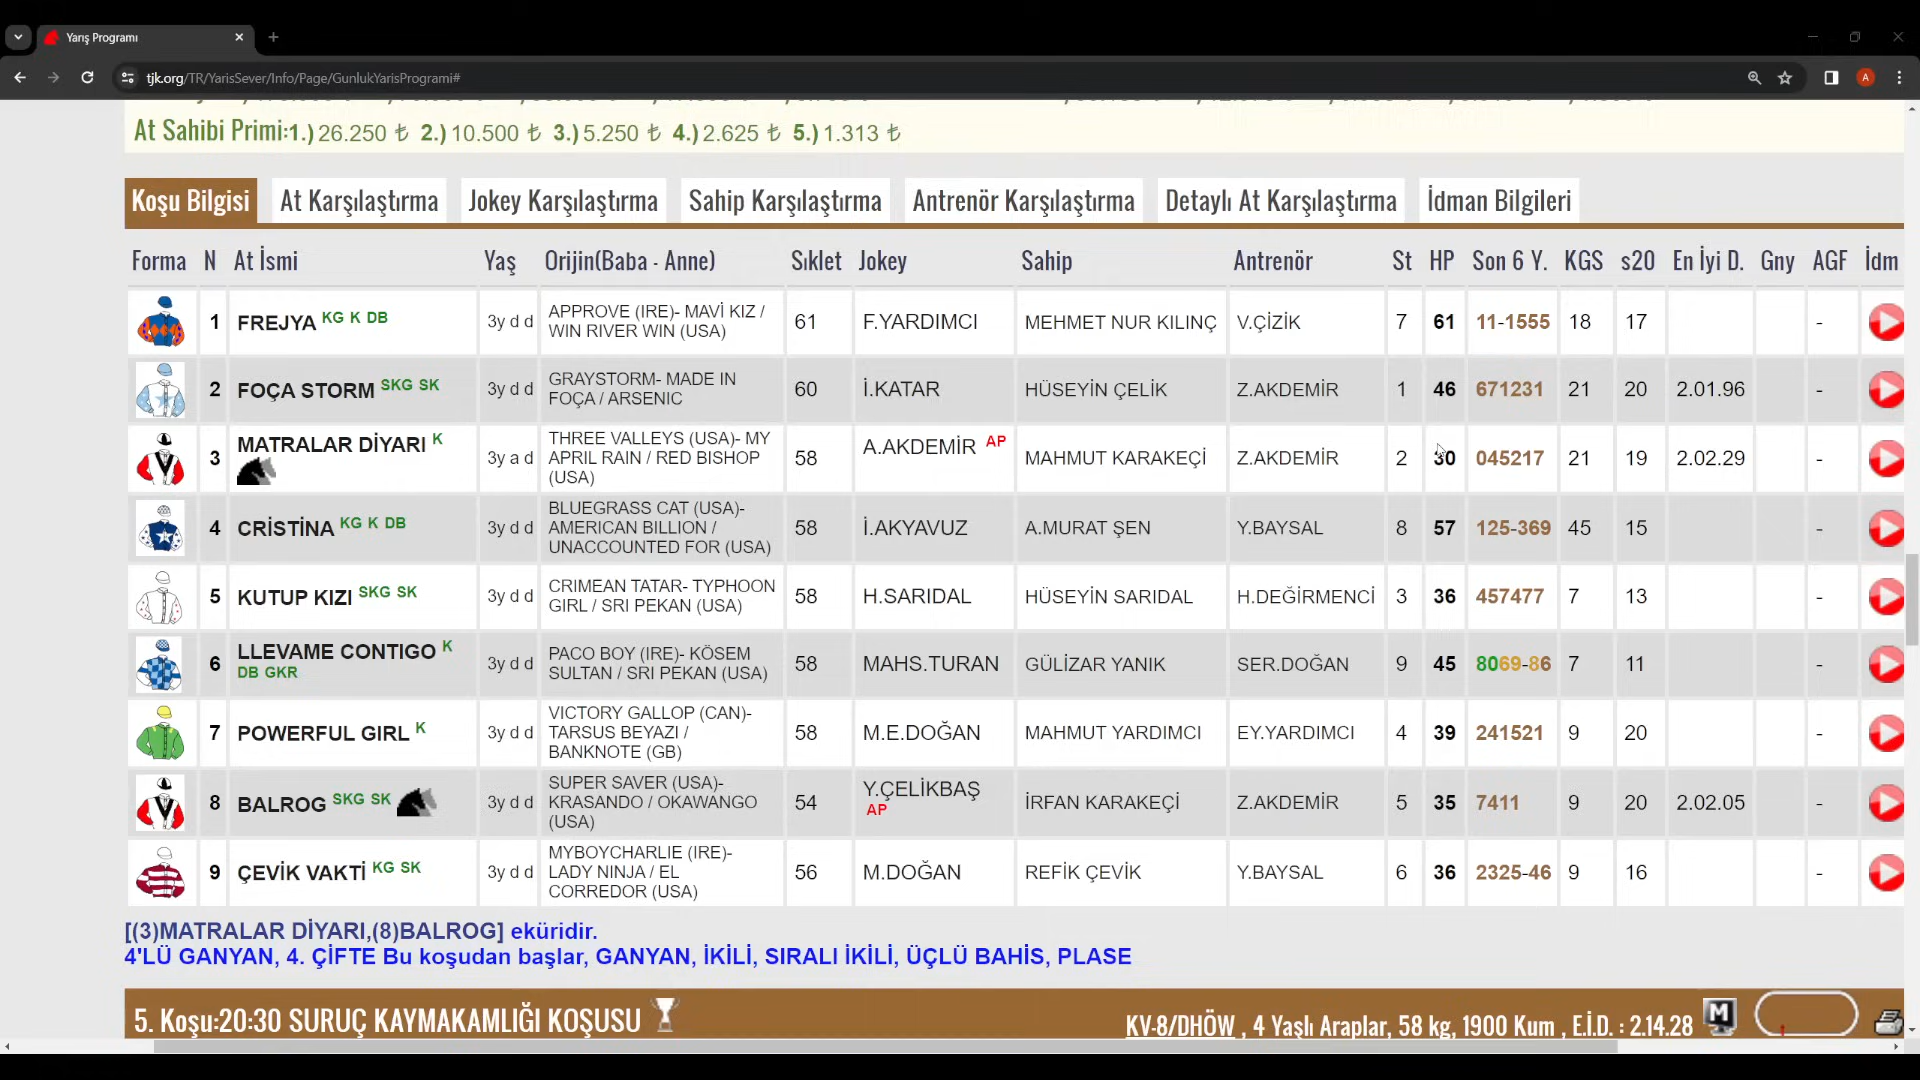 Yarış Programı
tjk.org/TR/YarisSever/Info/Page/GunlukYarisProgrami#
A
At Sahibi Primi:1.) 26.250 ₺ 2.) 10.500 ₺ 3.) 5.250 ₺ 4.) 2.625 ₺ 5.) 1.313 ₺
Koşu Bilgisi At Karşılaştırma Jokey Karşılaştırma Sahip Karşılaştırma Antrenör Karşılaştırma Detaylı At Karşılaştırma İdman Bilgileri
Forma N At İsmi Yaş Orijin(Baba - Anne) Sıklet Jokey Sahip Antrenör St HP Son 6 Y. KGS s20 En İyi D. Gny AGF İdm
1 FREJYA KG K DB 3y d d APPROVE (IRE)- MAVİ KIZ /
WIN RIVER WIN (USA) 61 F.YARDIMCI MEHMET NUR KILINÇ V.ÇİZİK 7 61 11-1555 18 17 -
2 FOÇA STORM SKG SK 3y d d GRAYSTORM- MADE IN
FOÇA / ARSENIC 60 İ.KATAR HÜSEYİN ÇELİK Z.AKDEMİR 1 46 671231 21 20 2.01.96 -
3 MATRALAR DİYARI K 3y a d THREE VALLEYS (USA)- MY
APRIL RAIN / RED BISHOP
(USA) 58 A.AKDEMİR AP MAHMUT KARAKEÇİ Z.AKDEMİR 2 30 045217 21 19 2.02.29 -
4 CRİSTİNA KG K DB 3y d d BLUEGRASS CAT (USA)-
AMERICAN BILLION /
UNACCOUNTED FOR (USA) 58 İ.AKYAVUZ A.MURAT ŞEN Y.BAYSAL 8 57 125-369 45 15 -
5 KUTUP KIZI SKG SK 3y d d CRIMEAN TATAR- TYPHOON
GIRL / SRI PEKAN (USA) 58 H.SARIDAL HÜSEYİN SARIDAL H.DEĞİRMENCİ 3 36 457477 7 13 -
6 LLEVAME CONTIGO K
DB GKR 3y d d PACO BOY (IRE)- KÖSEM
SULTAN / SRI PEKAN (USA) 58 MAHS.TURAN GÜLİZAR YANIK SER.DOĞAN 9 45 8069-86 7 11 -
7 POWERFUL GIRL K 3y d d VICTORY GALLOP (CAN)-
TARSUS BEYAZI /
BANKNOTE (GB) 58 M.E.DOĞAN MAHMUT YARDIMCI EY.YARDIMCI 4 39 241521 9 20 -
8 BALROG SKG SK 3y d d SUPER SAVER (USA)-
KRASANDO / OKAWANGO
(USA) 54 Y.ÇELİKBAŞ
AP İRFAN KARAKEÇİ Z.AKDEMİR 5 35 7411 9 20 2.02.05 -
9 ÇEVİK VAKTİ KG SK 3y d d MYBOYCHARLIE (IRE)-
LADY NINJA / EL
CORREDOR (USA) 56 M.DOĞAN REFİK ÇEVİK Y.BAYSAL 6 36 2325-46 9 16 -
[(3)MATRALAR DİYARI,(8)BALROG] eküridir.
4'LÜ GANYAN, 4. ÇİFTE Bu koşudan başlar, GANYAN, İKİLİ, SIRALI İKİLİ, ÜÇLÜ BAHİS, PLASE
5. Koşu:20:30 SURUÇ KAYMAKAMLIĞI KOŞUSU KV-8/DHÖW , 4 Yaşlı Araplar, 58 kg, 1900 Kum , E.İ.D. : 2.14.28 M